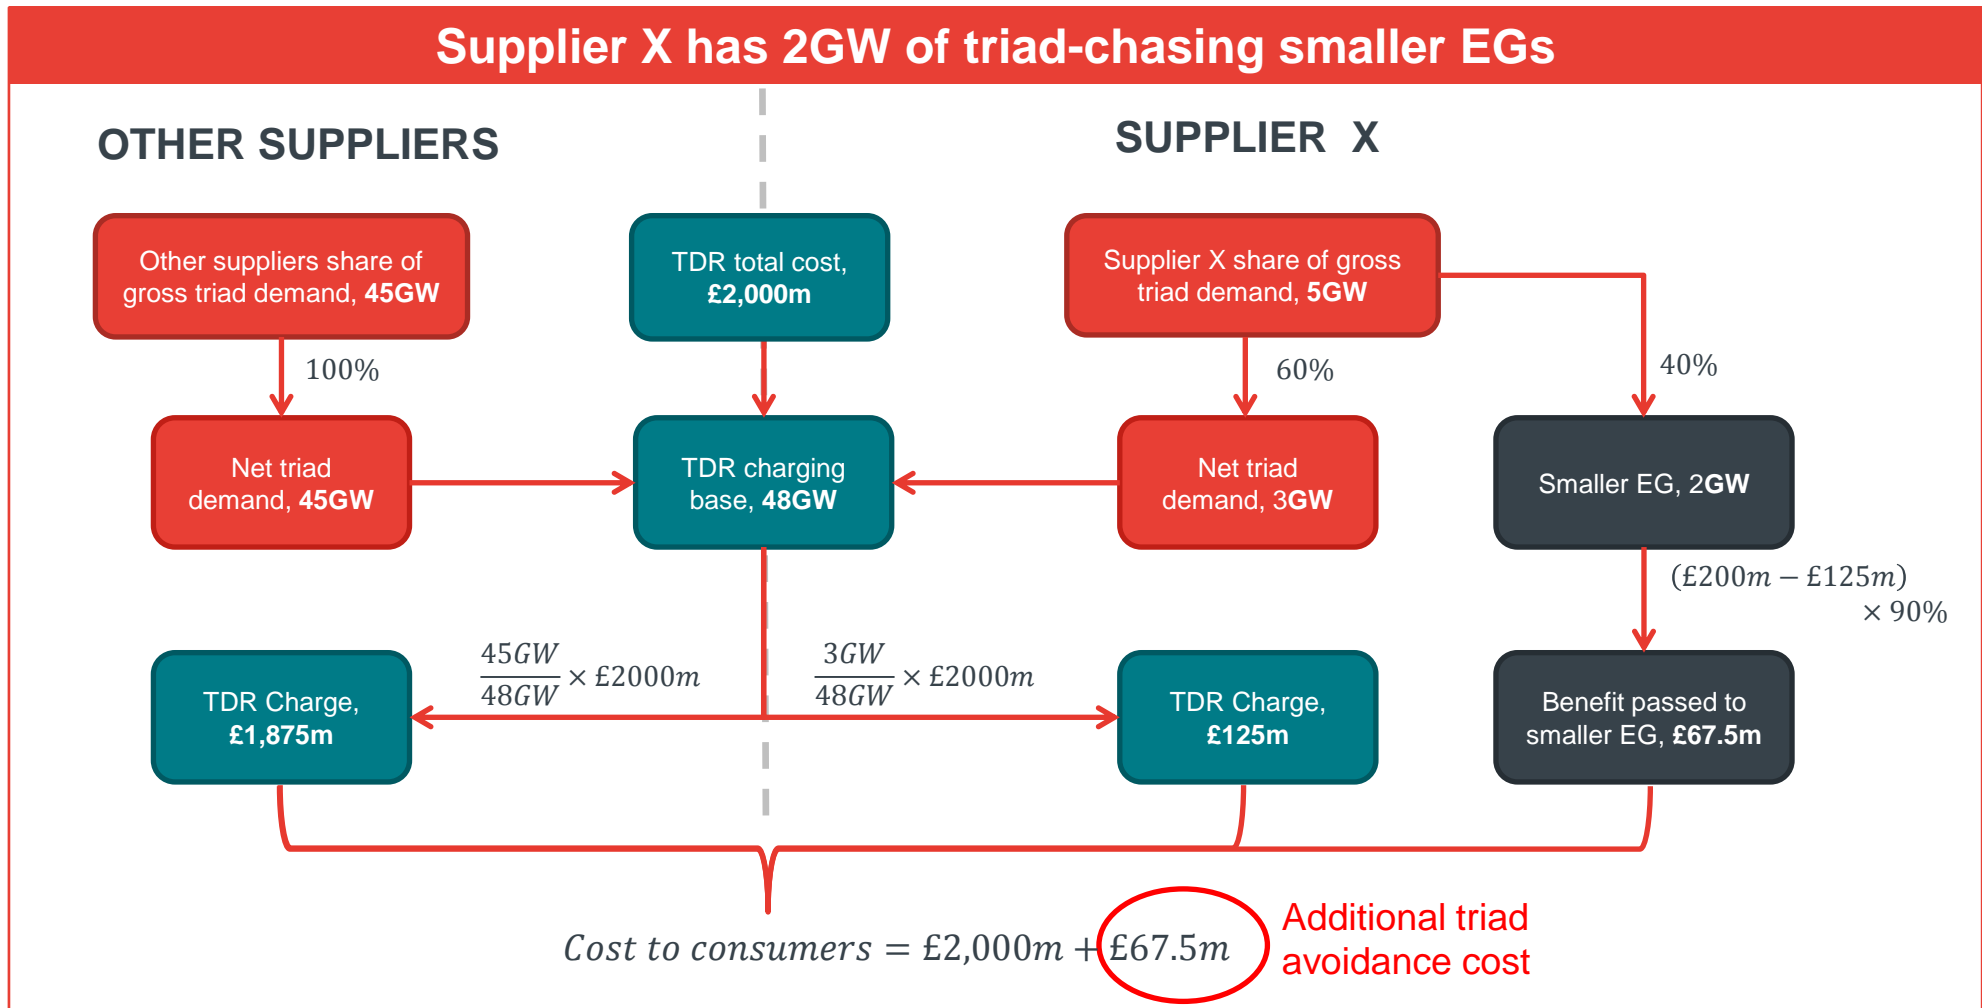 Supplier X has 2GW of triad-chasing smaller EGs
OTHER SUPPLIERS
SUPPLIER X
Other suppliers share of
gross triad demand, 45GW
TDR total cost,
£2,000m
Supplier X share of gross
triad demand, 5GW
100%
60%
40%
Net triad
demand, 45GW
TDR charging
base, 48GW
Net triad
demand, 3GW
Smaller EG, 2GW
(£200m − £125m)
× 90%
45GW
48GW
× £2000m
3GW
48GW
× £2000m
TDR Charge,
£1,875m
TDR Charge,
£125m
Benefit passed to
smaller EG, £67.5m
Cost to consumers = £2,000m + £67.5m
Additional triad
avoidance cost